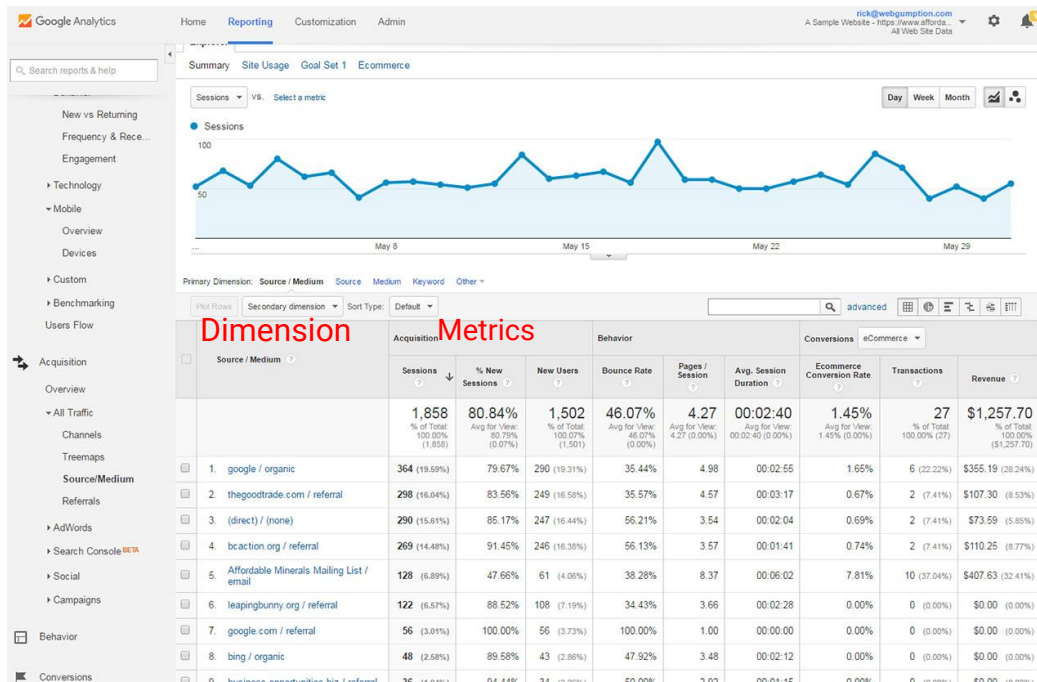 Google Analytics
Home Reporting Customization Admin
rick@webgumption.com
A Sample Website - https://www.afforda...
All Web Site Data
Search reports & help
Summary Site Usage Goal Set 1 Ecommerce
Sessions VS. Select a metric
Day Week Month
Sessions
100
50
... May 8 May 15 May 22 May 29
New vs Returning
Frequency & Rece...
Engagement
Technology
Mobile
Overview
Devices
Custom
Benchmarking
Users Flow
Acquisition
Overview
All Traffic
Channels
Treemaps
Source/Medium
Referrals
AdWords
Search Console BETA
Social
Campaigns
Behavior
Conversions
Primary Dimension: Source / Medium Source Medium Keyword Other
Plot Rows Secondary dimension Sort Type: Default
advanced
Dimension Metrics
Source / Medium ?
Acquisition Behavior Conversions eCommerce
Sessions ? % New Sessions ? New Users ? Bounce Rate ? Pages / Session ? Avg. Session Duration ? Ecommerce Conversion Rate ? Transactions ? Revenue ?
1,858 80.84% 1,502 46.07% 4.27 00:02:40 1.45% 27 $1,257.70
% of Total: 100.00% (1,858) Avg for View: 80.79% (0.07%) % of Total: 100.07% (1,501) Avg for View: 46.07% (0.00%) Avg for View: 4.27 (0.00%) Avg for View: 00:02:40 (0.00%) Avg for View: 1.45% (0.00%) % of Total: 100.00% (27) % of Total: 100.00% ($1,257.70)
1. google / organic 364 (19.59%) 79.67% 290 (19.31%) 35.44% 4.98 00:02:55 1.65% 6 (22.22%) $355.19 (28.24%)
2. thegoodtrade.com / referral 298 (16.04%) 83.56% 249 (16.58%) 35.57% 4.57 00:03:17 0.67% 2 (7.41%) $107.30 (8.53%)
3. (direct) / (none) 290 (15.61%) 85.17% 247 (16.44%) 56.21% 3.54 00:02:04 0.69% 2 (7.41%) $73.59 (5.85%)
4. bcaction.org / referral 269 (14.48%) 91.45% 246 (16.38%) 56.13% 3.57 00:01:41 0.74% 2 (7.41%) $110.25 (8.77%)
5. Affordable Minerals Mailing List / email 128 (6.89%) 47.66% 61 (4.06%) 38.28% 8.37 00:06:02 7.81% 10 (37.04%) $407.63 (32.41%)
6. leapingbunny.org / referral 122 (6.57%) 88.52% 108 (7.19%) 34.43% 3.66 00:02:28 0.00% 0 (0.00%) $0.00 (0.00%)
7. google.com / referral 56 (3.01%) 100.00% 56 (3.73%) 100.00% 1.00 00:00:00 0.00% 0 (0.00%) $0.00 (0.00%)
8. bing / organic 48 (2.58%) 89.58% 43 (2.86%) 47.92% 3.48 00:02:12 0.00% 0 (0.00%) $0.00 (0.00%)